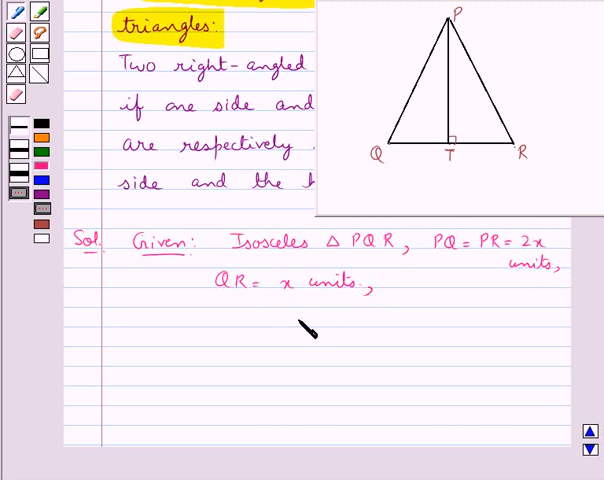 triangles:
Two right-angled
if one side and
are respectively
side and the
Sol. Given: Isosceles Δ PQR, PQ = PR = 2x
units,
QR = x units,
P
Q
T
R